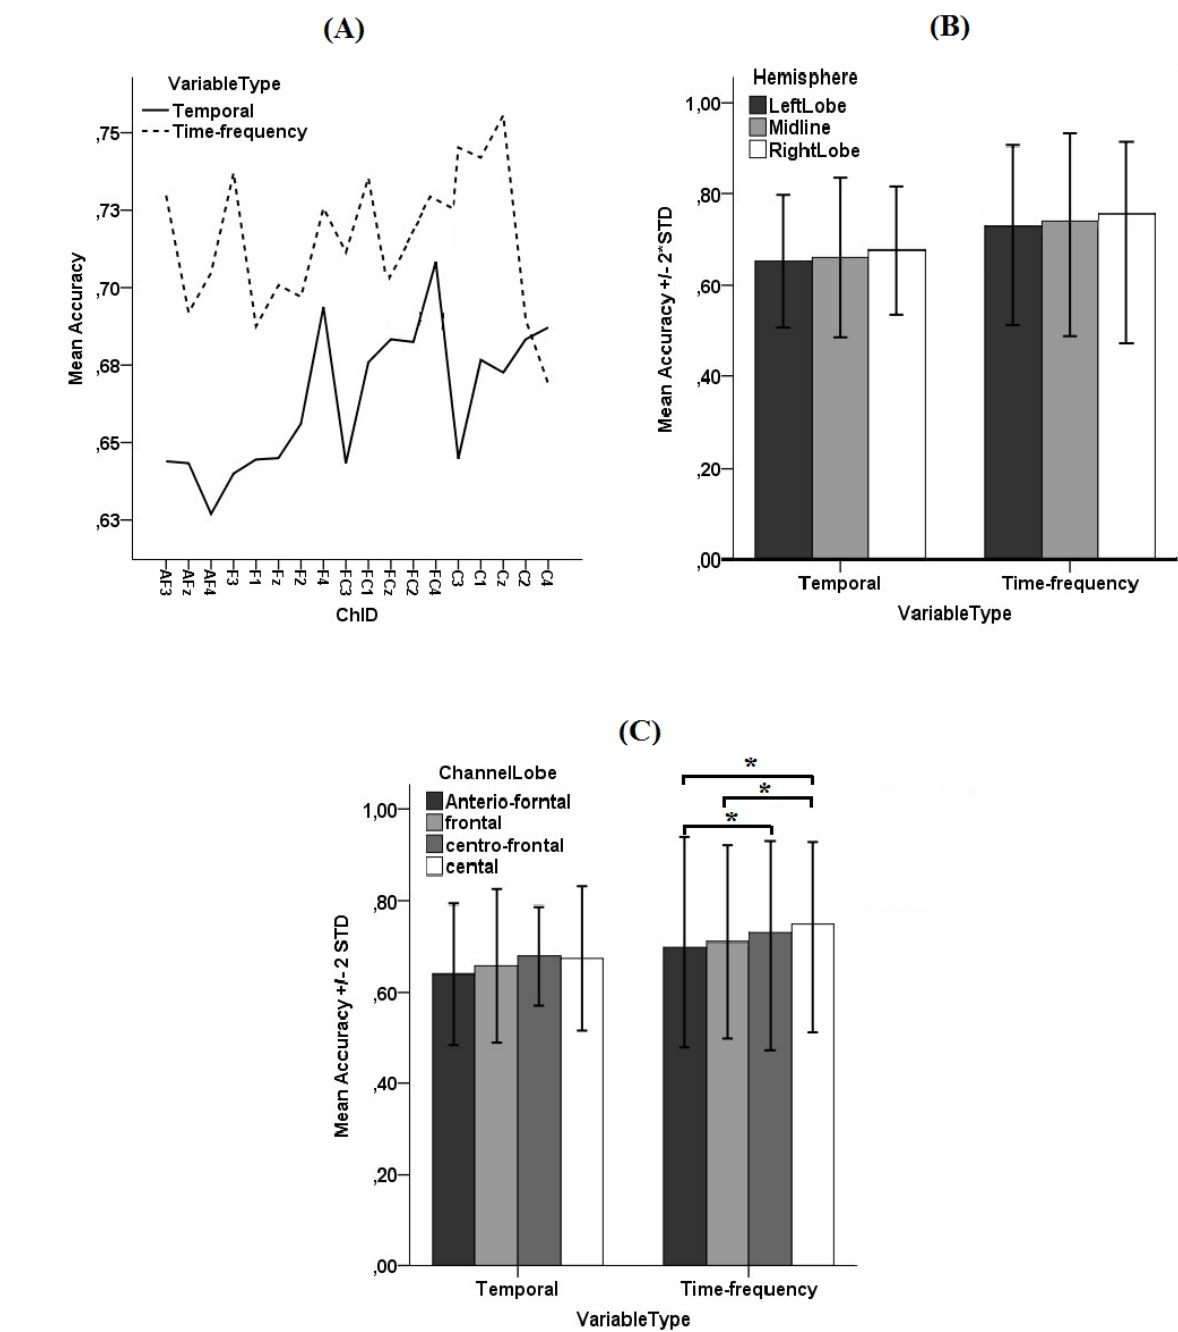 (A)
VariableType
Temporal
Time-frequency
,75
,73
,70
,68
,65
,63
Mean Accuracy
AF3
AFz
AF4
F3
F1
Fz
F2
F4
FC3
FC1
FCz
FC2
FC4
C3
C1
Cz
C2
C4
ChID
(B)
Hemisphere
LeftLobe
Midline
RightLobe
1,00
,80
,60
,40
,20
,00
Mean Accuracy +/- 2*STD
Temporal
Time-frequency
VariableType
(C)
ChannelLobe
Anterio-forntal
frontal
centro-frontal
cental
*
*
*
1,00
,80
,60
,40
,20
,00
Mean Accuracy +/- 2 STD
Temporal
Time-frequency
VariableType